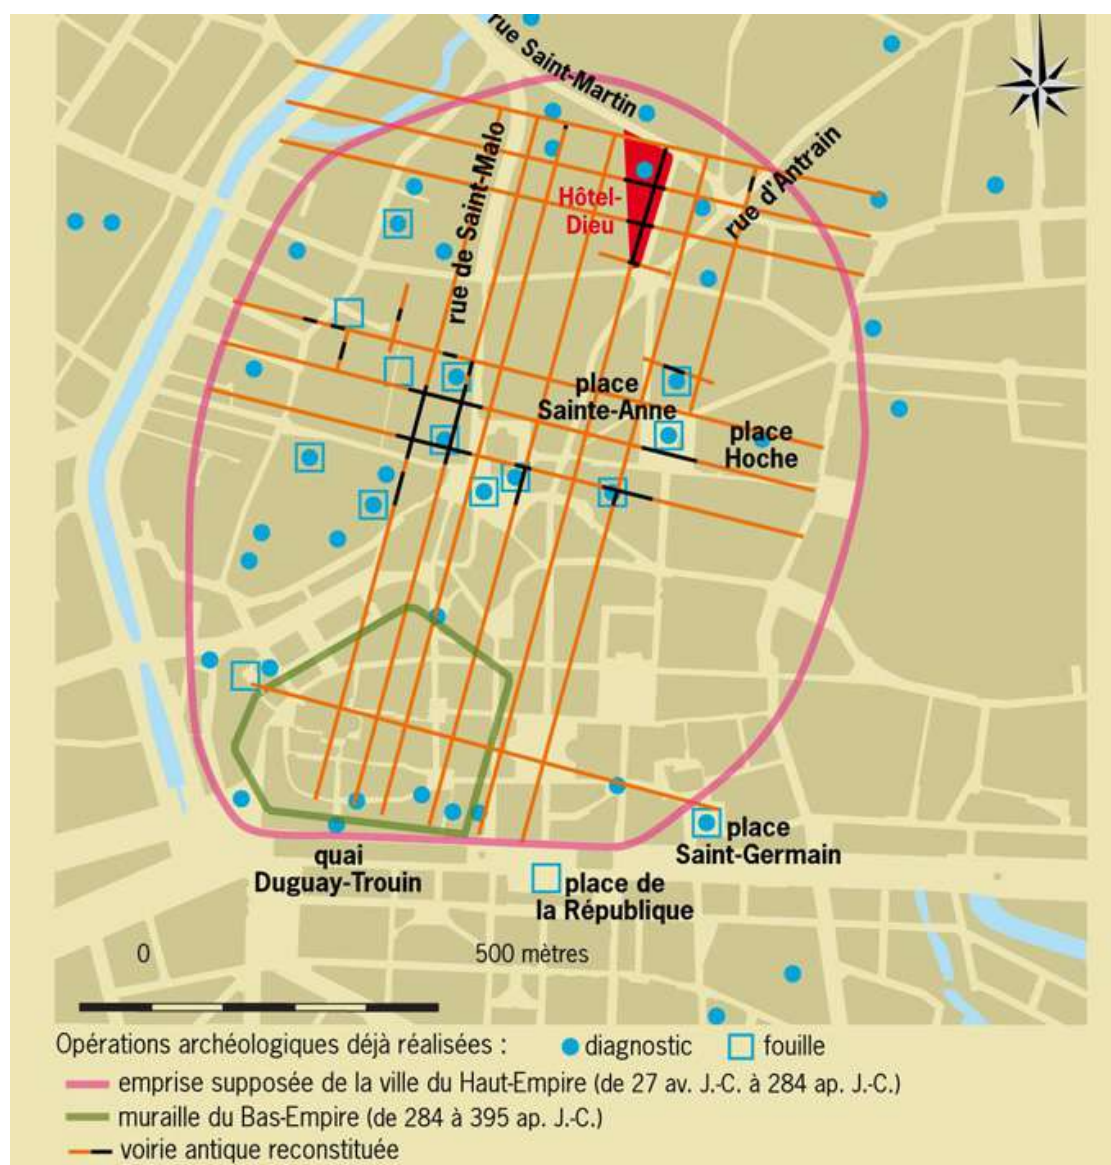 rue Saint-Martin
rue de Saint-Malo
rue d'Antrain
Hôtel-
Dieu
place
Sainte-Anne
place
Hoche
place
Saint-Germain
quai
Duguay-Trouin
place de
la République
0 500 mètres
Opérations archéologiques déjà réalisées : diagnostic fouille
emprise supposée de la ville du Haut-Empire (de 27 av. J.-C. à 284 ap. J.-C.)
muraille du Bas-Empire (de 284 à 395 ap. J.-C.)
voirie antique reconstituée